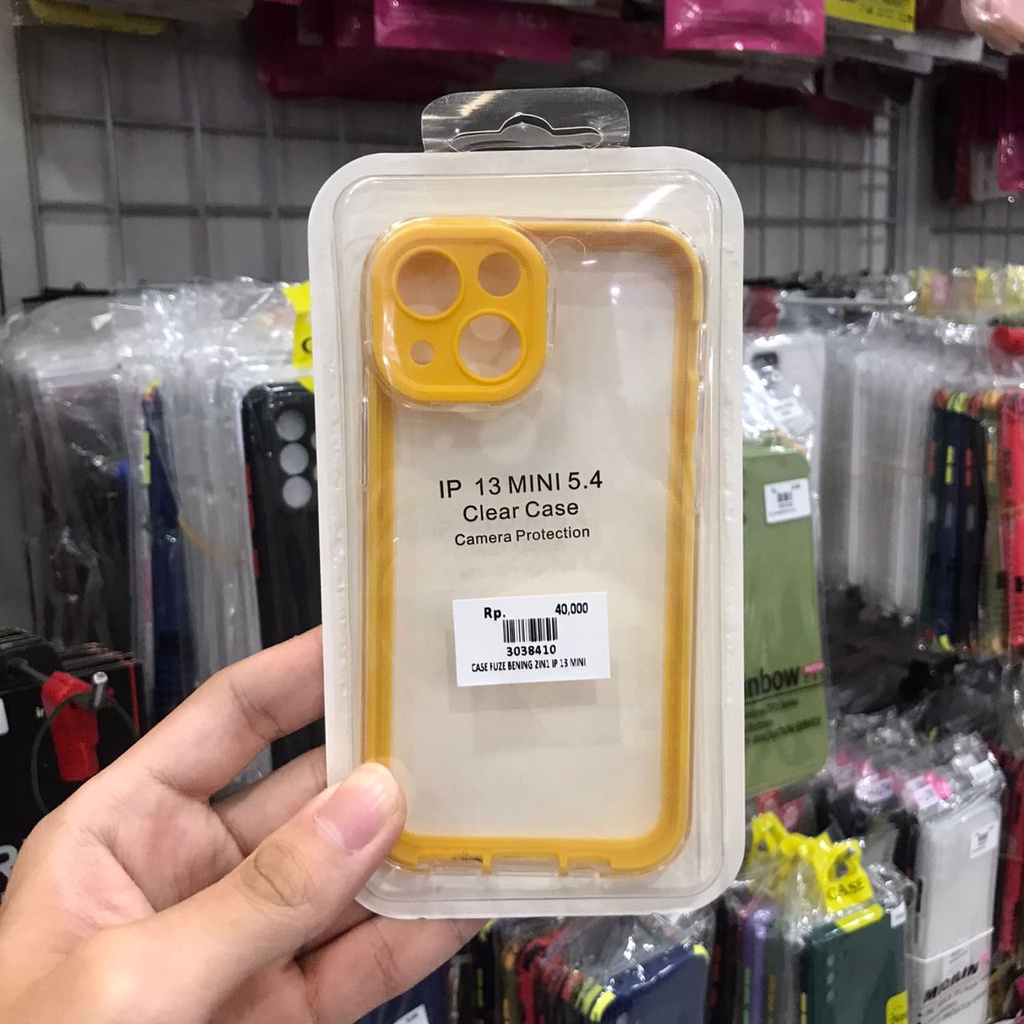 IP 13 MINI 5.4
Clear Case
Camera Protection
Rp. 40,000
3038410
CASE FUZE BENING 2IN1 IP 13 MINI
CASE